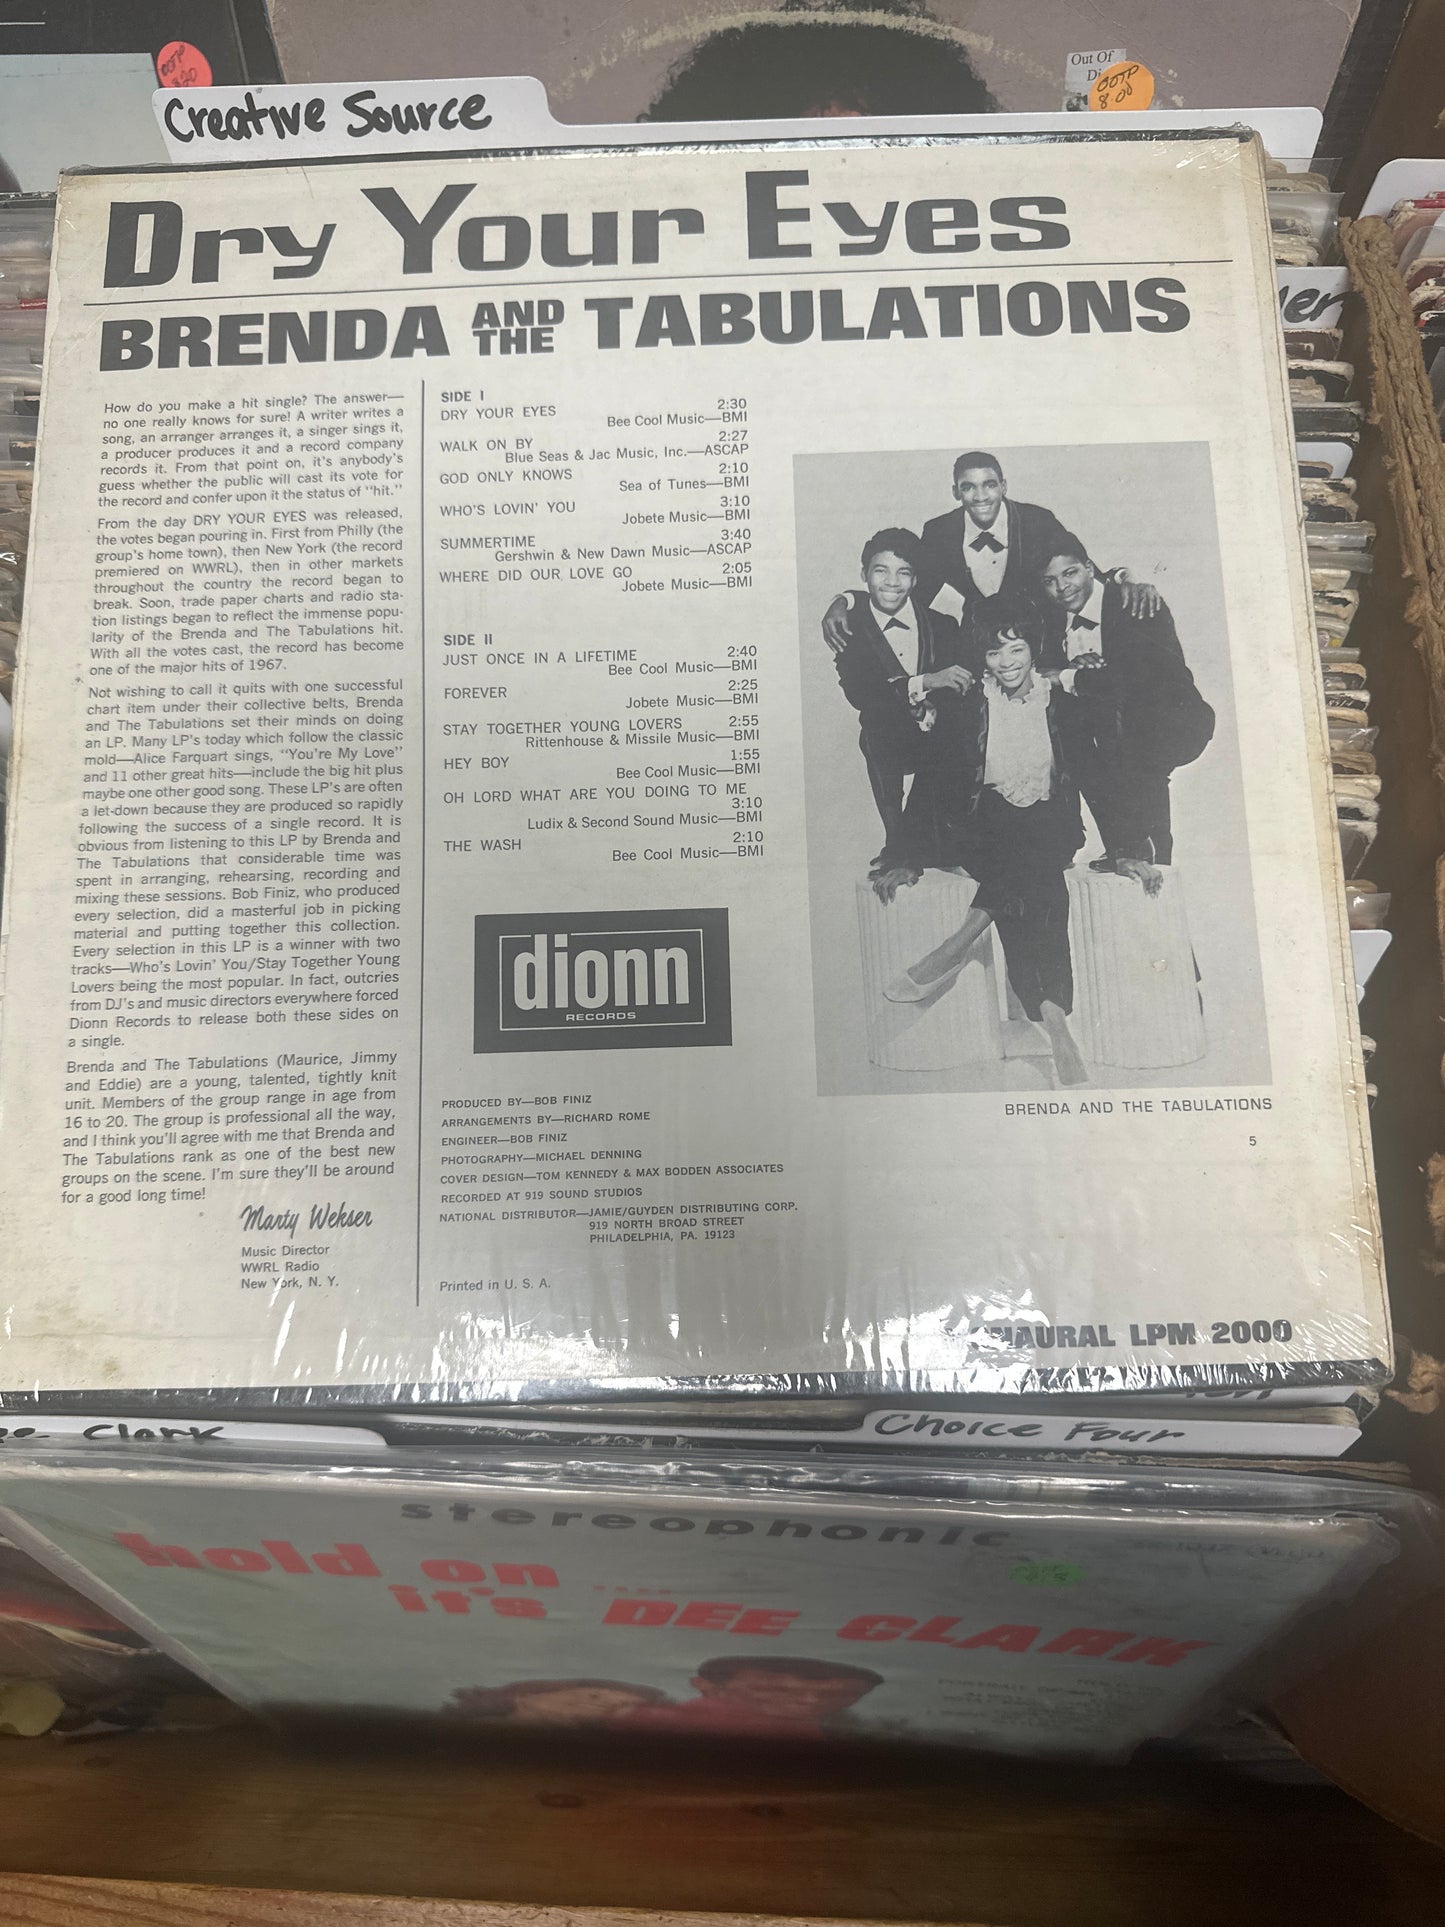 OOTP
8.20
Out Of
OOTP
8.00
Creative Source
Dry Your Eyes
BRENDA AND THE TABULATIONS
How do you make a hit single? The answer—
no one really knows for sure! A writer writes a
song, an arranger arranges it, a singer sings it,
a producer produces it and a record company
records it. From that point on, it's anybody's
guess whether the public will cast its vote for
the record and confer upon it the status of "hit."
From the day DRY YOUR EYES was released,
the votes began pouring in. First from Philly (the
group's home town), then New York (the record
premiered on WWRL), then in other markets
throughout the country the record began to
break. Soon, trade paper charts and radio sta-
tion listings began to reflect the immense popu-
larity of the Brenda and The Tabulations hit.
With all the votes cast, the record has become
one of the major hits of 1967.
Not wishing to call it quits with one successful
chart item under their collective belts, Brenda
and The Tabulations set their minds on doing
an LP. Many LP's today which follow the classic
mold—Alice Farquart sings, "You're My Love"
and 11 other great hits—include the big hit plus
maybe one other good song. These LP's are often
a let-down because they are produced so rapidly
following the success of a single record. It is
obvious from listening to this LP by Brenda and
The Tabulations that considerable time was
spent in arranging, rehearsing, recording and
mixing these sessions. Bob Finiz, who produced
every selection, did a masterful job in picking
material and putting together this collection.
Every selection in this LP is a winner with two
tracks—Who's Lovin' You/Stay Together Young
Lovers being the most popular. In fact, outcries
from DJ's and music directors everywhere forced
Dionn Records to release both these sides on
a single.
Brenda and The Tabulations (Maurice, Jimmy
and Eddie) are a young, talented, tightly knit
unit. Members of the group range in age from
16 to 20. The group is professional all the way,
and I think you'll agree with me that Brenda and
The Tabulations rank as one of the best new
groups on the scene. I'm sure they'll be around
for a good long time!
Marty Wekser
Music Director
WWRL Radio
New York, N. Y.
SIDE I
DRY YOUR EYES 2:30
Bee Cool Music—BMI
WALK ON BY 2:27
Blue Seas & Jac Music, Inc.—ASCAP
GOD ONLY KNOWS 2:10
Sea of Tunes—BMI
WHO'S LOVIN' YOU 3:10
Jobete Music—BMI
SUMMERTIME 3:40
Gershwin & New Dawn Music—ASCAP
WHERE DID OUR LOVE GO 2:05
Jobete Music—BMI
SIDE II
JUST ONCE IN A LIFETIME 2:40
Bee Cool Music—BMI
FOREVER 2:25
Jobete Music—BMI
STAY TOGETHER YOUNG LOVERS 2:55
Rittenhouse & Missile Music—BMI
HEY BOY 1:55
Bee Cool Music—BMI
OH LORD WHAT ARE YOU DOING TO ME
3:10
Ludix & Second Sound Music—BMI
THE WASH 2:10
Bee Cool Music—BMI
dionn
RECORDS
PRODUCED BY—BOB FINIZ
ARRANGEMENTS BY—RICHARD ROME
ENGINEER—BOB FINIZ
PHOTOGRAPHY—MICHAEL DENNING
COVER DESIGN—TOM KENNEDY & MAX BODDEN ASSOCIATES
RECORDED AT 919 SOUND STUDIOS
NATIONAL DISTRIBUTOR—JAMIE/GUYDEN DISTRIBUTING CORP.
919 NORTH BROAD STREET
PHILADELPHIA, PA. 19123
Printed in U. S. A.
BRENDA AND THE TABULATIONS
5
LPM 2000
Clark
Choice Four
stereophonic
hold on ....
it's DEE CLARK